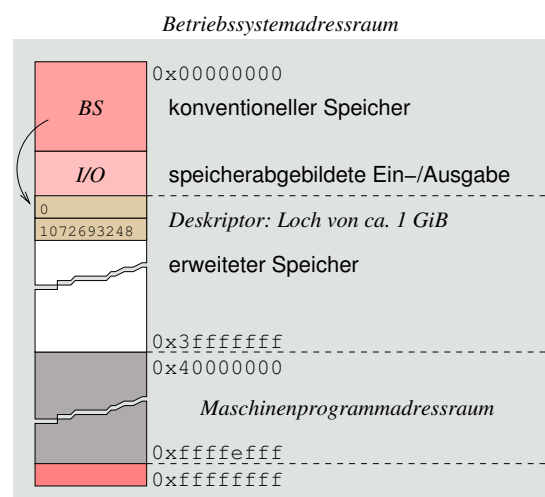 Betriebssystemadressraum
0x00000000
BS
konventioneller Speicher
I/O
speicherabgebildete Ein−/Ausgabe
0
Deskriptor: Loch von ca. 1 GiB
1072693248
erweiteter Speicher
0x3fffffff
0x40000000
Maschinenprogrammadressraum
0xffffefff
0xffffffff